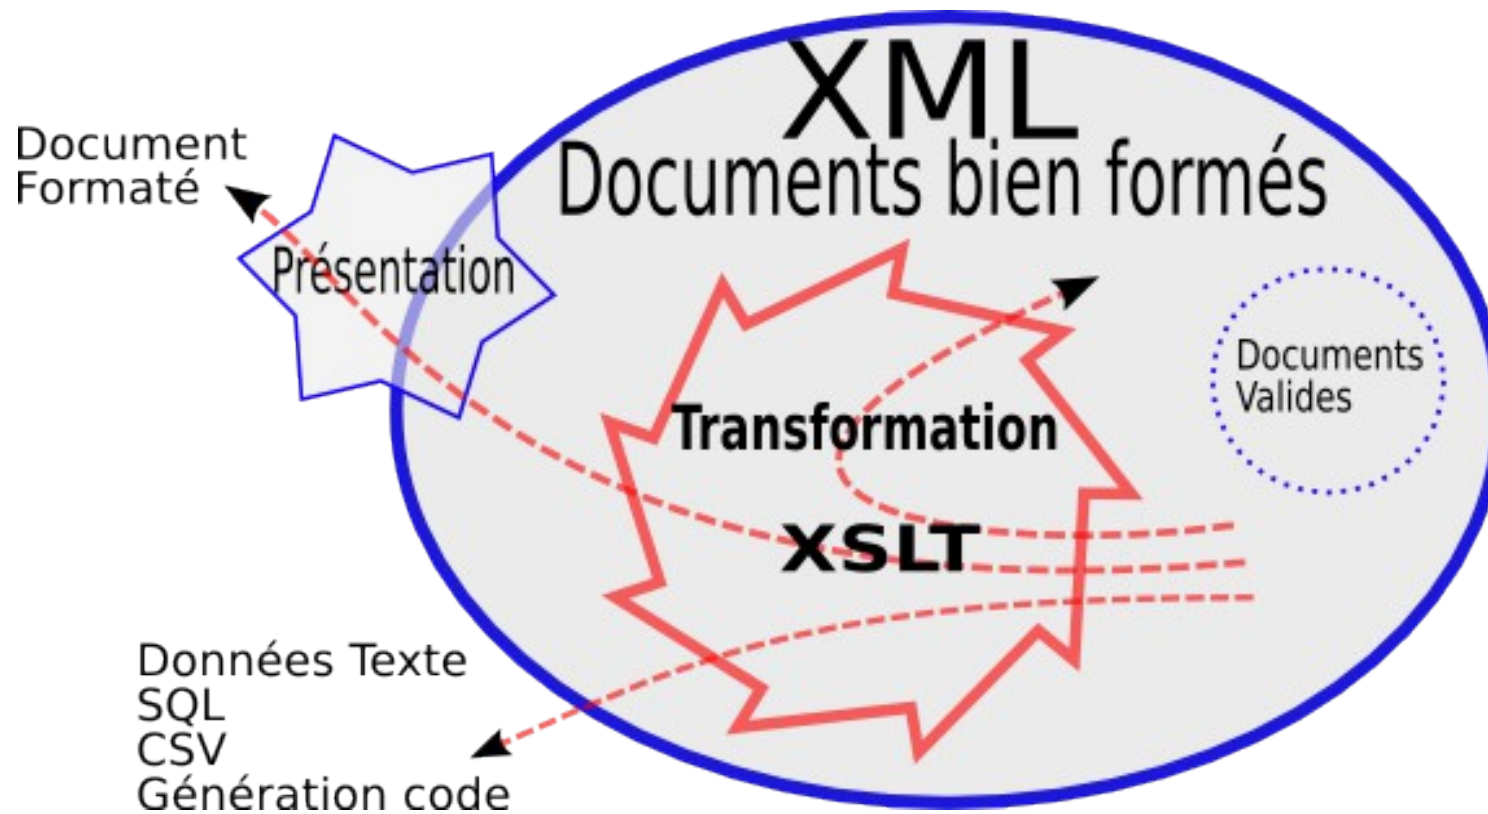 XML
Documents bien formés
Document
Formaté
Présentation
Documents
Valides
Transformation
XSLT
Données Texte
SQL
CSV
Génération code